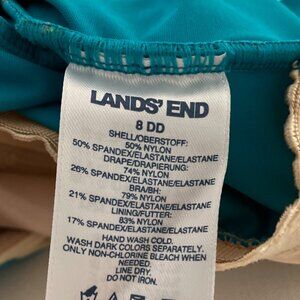 LANDS' END
8 DD
SHELL/OBERSTOFF:
50% NYLON
50% SPANDEX/ELASTANE/ELASTANE
DRAPE/DRAPIERUNG:
74% NYLON
26% SPANDEX/ELASTANE/ELASTANE
BRA/BH:
79% NYLON
21% SPANDEX/ELASTANE/ELASTANE
LINING/FUTTER:
83% NYLON
17% SPANDEX/ELASTANE/ELASTANE
HAND WASH COLD.
WASH DARK COLORS SEPARATELY.
ONLY NON-CHLORINE BLEACH WHEN
NEEDED.
LINE DRY.
DO NOT IRON.